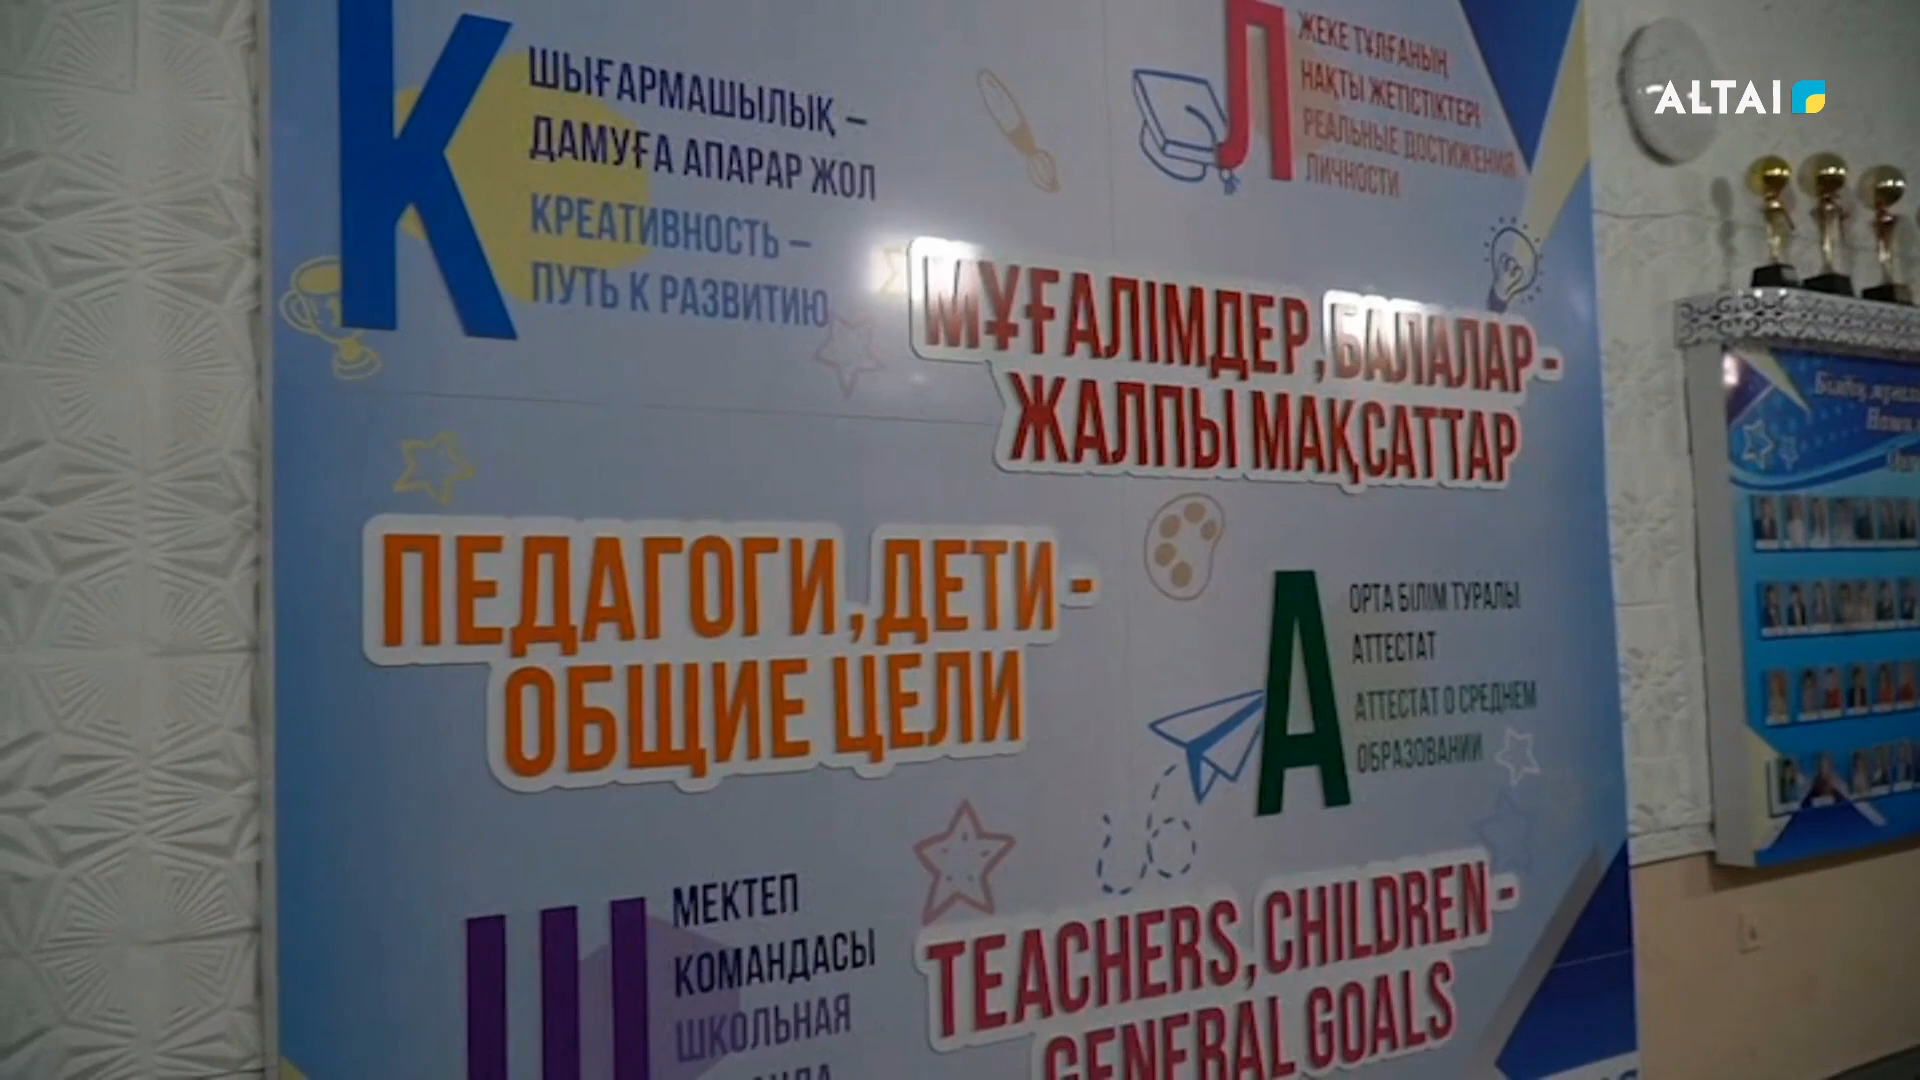 К
ШЫҒАРМАШЫЛЫҚ –
ДАМУҒА АПАРАР ЖОЛ
КРЕАТИВНОСТЬ –
ПУТЬ К РАЗВИТИЮ
Л
ЖЕКЕ ТҰЛҒАНЫҢ
НАҚТЫ ЖЕТІСТІКТЕРІ
РЕАЛЬНЫЕ ДОСТИЖЕНИЯ
ЛИЧНОСТИ
ALTAI
МҰҒАЛІМДЕР, БАЛАЛАР -
ЖАЛПЫ МАҚСАТТАР
ПЕДАГОГИ, ДЕТИ -
ОБЩИЕ ЦЕЛИ
А
ОРТА БІЛІМ ТУРАЛЫ
АТТЕСТАТ
АТТЕСТАТ О СРЕДНЕМ
ОБРАЗОВАНИИ
Ш
МЕКТЕП
КОМАНДАСЫ
ШКОЛЬНАЯ
TEACHERS, CHILDREN -
GENERAL GOALS